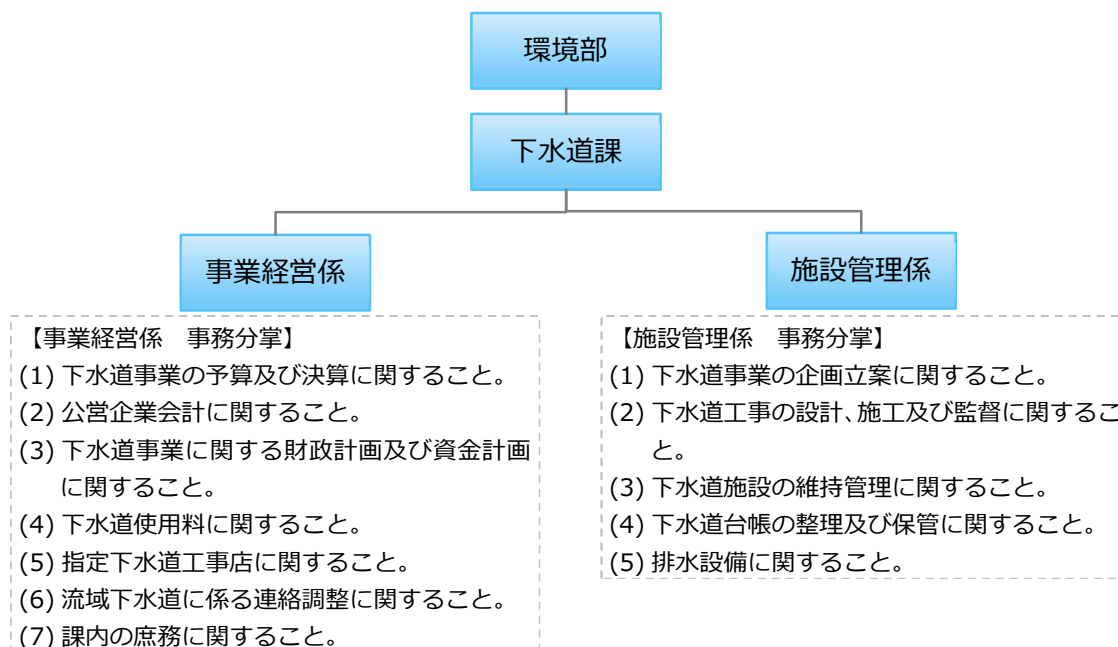 環境部
下水道課
事業経営係
施設管理係
【事業経営係　事務分掌】
(1) 下水道事業の予算及び決算に関すること。
(2) 公営企業会計に関すること。
(3) 下水道事業に関する財政計画及び資金計画
に関すること。
(4) 下水道使用料に関すること。
(5) 指定下水道工事店に関すること。
(6) 流域下水道に係る連絡調整に関すること。
(7) 課内の庶務に関すること。
【施設管理係　事務分掌】
(1) 下水道事業の企画立案に関すること。
(2) 下水道工事の設計、施工及び監督に関するこ
と。
(3) 下水道施設の維持管理に関すること。
(4) 下水道台帳の整理及び保管に関すること。
(5) 排水設備に関すること。